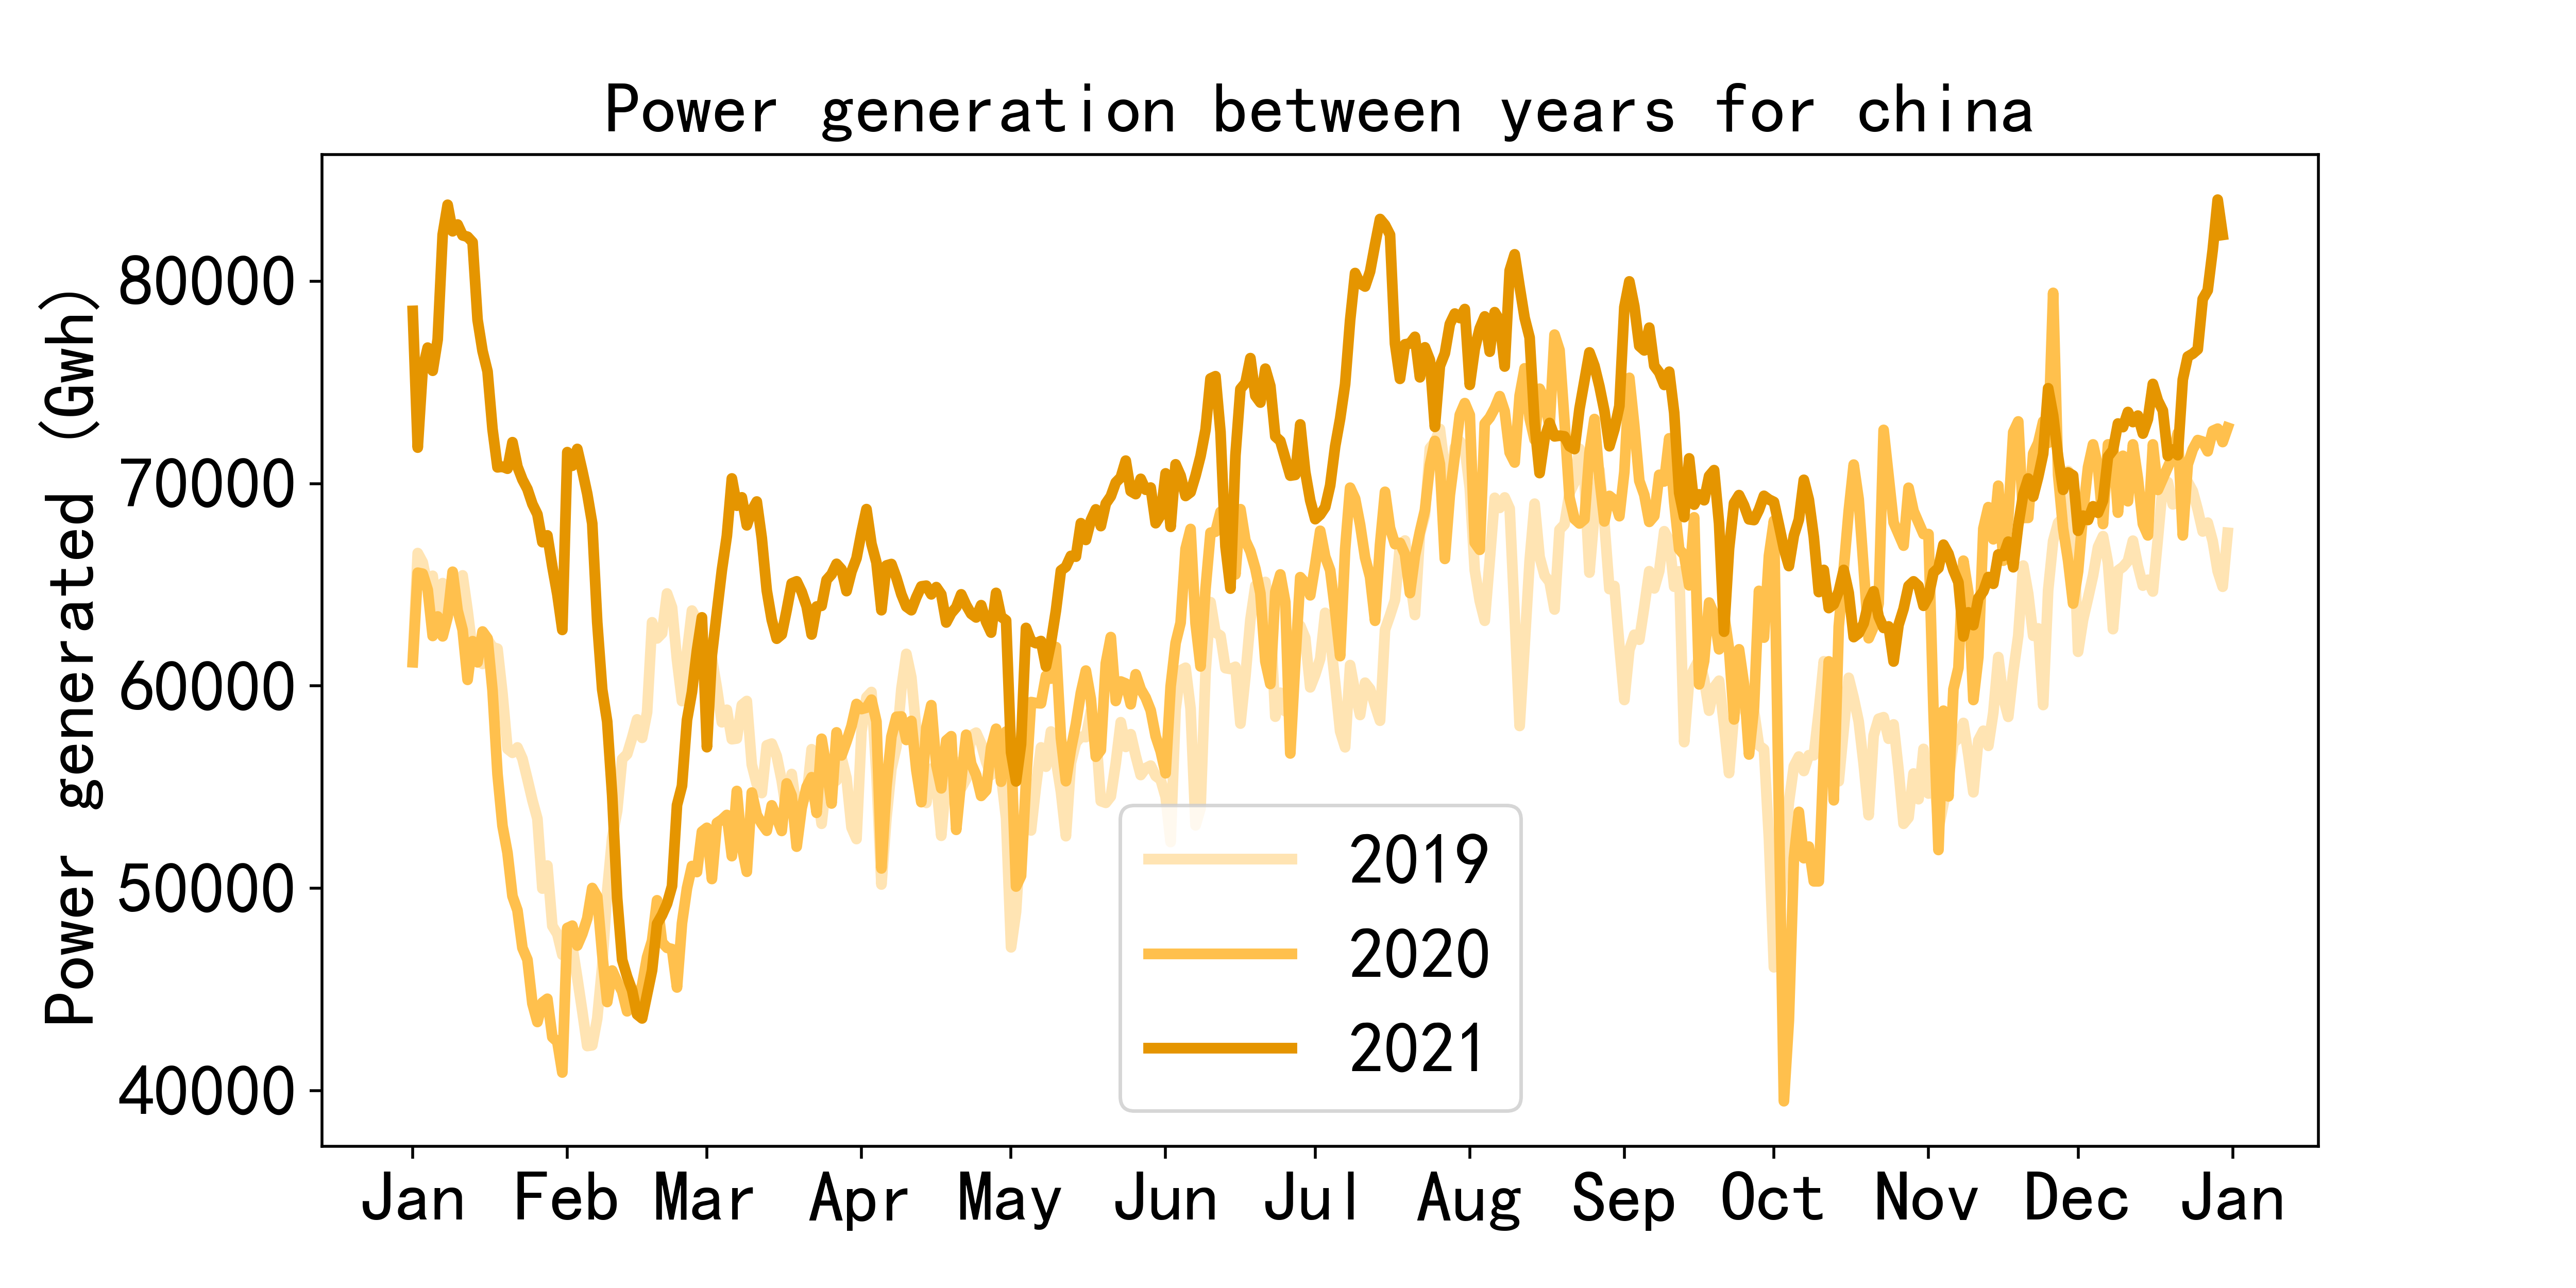 Power generation between years for china
Power generated (Gwh)
80000
70000
60000
50000
40000
2019
2020
2021
Jan Feb Mar Apr May Jun Jul Aug Sep Oct Nov Dec Jan